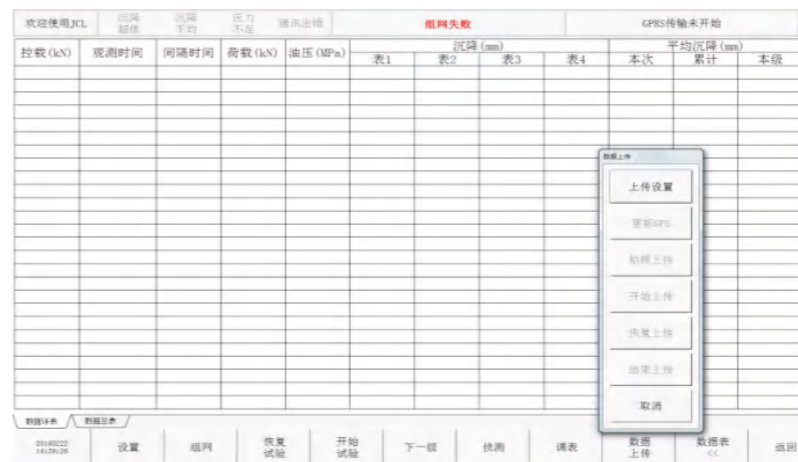 欢迎使用JCL 沉降 沉降 压力 通讯出错 组网失败 GPRS传输未开始
超限 不均 不足
控载(kN) 观测时间 间隔时间 荷载(kN) 油压(MPa) 沉降(mm) 平均沉降(mm)
表1 表2 表3 表4 本次 累计 本级
数据上传
上传设置
更新GPS
拍照上传
开始上传
恢复上传
结束上传
取消
数据详表 数据总表
设置 组网 恢复 开始 下一级 侦测 调表 数据 数据表 返回
14:29:29 试验 试验 上传 <<